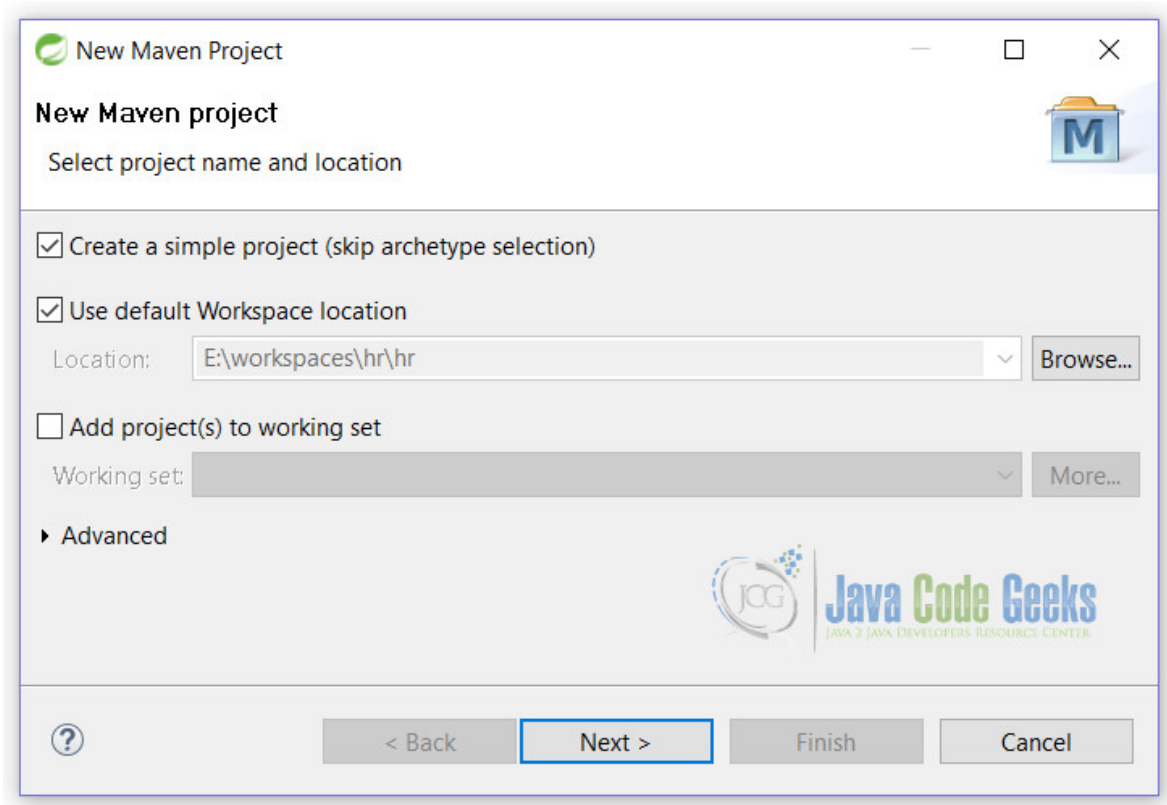 New Maven Project
New Maven project
Select project name and location
M
Create a simple project (skip archetype selection)
Use default Workspace location
Location: E:\workspaces\hr\hr Browse...
Add project(s) to working set
Working set: More...
Advanced
JCG Java Code Geeks
JAVA 2 JAVA DEVELOPERS RESOURCE CENTER
? < Back Next > Finish Cancel